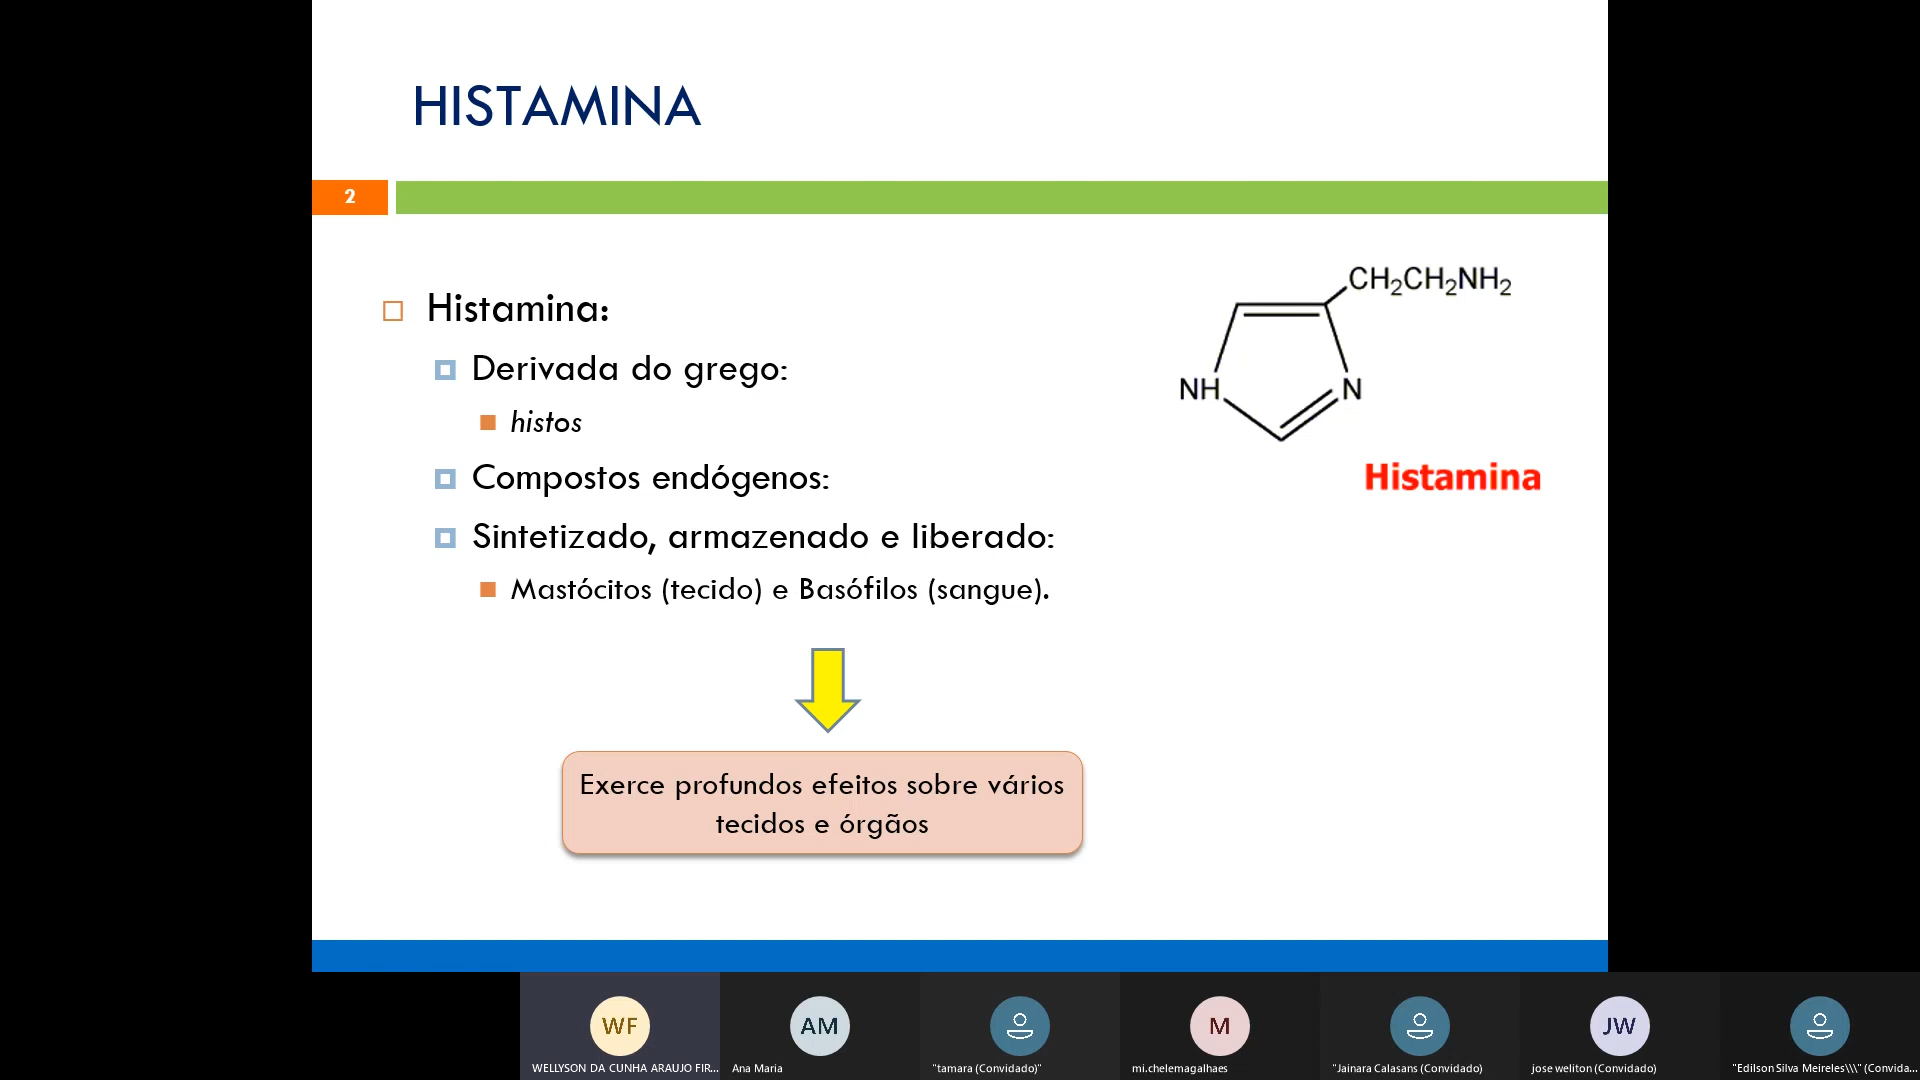 HISTAMINA
2
Histamina:
Derivada do grego:
histos
Compostos endógenos:
Sintetizado, armazenado e liberado:
Mastócitos (tecido) e Basófilos (sangue).
CH₂CH₂NH₂
NH
N
Histamina
Exerce profundos efeitos sobre vários
tecidos e órgãos
WF
AM
M
JW
WELLYSON DA CUNHA ARAUJO FIR...
Ana Maria
"tamara (Convidado)"
mi.chelemagalhaes
"Jainara Calasans (Convidado)
jose weliton (Convidado)
"Edilson Silva Meireles\\\" (Convida...